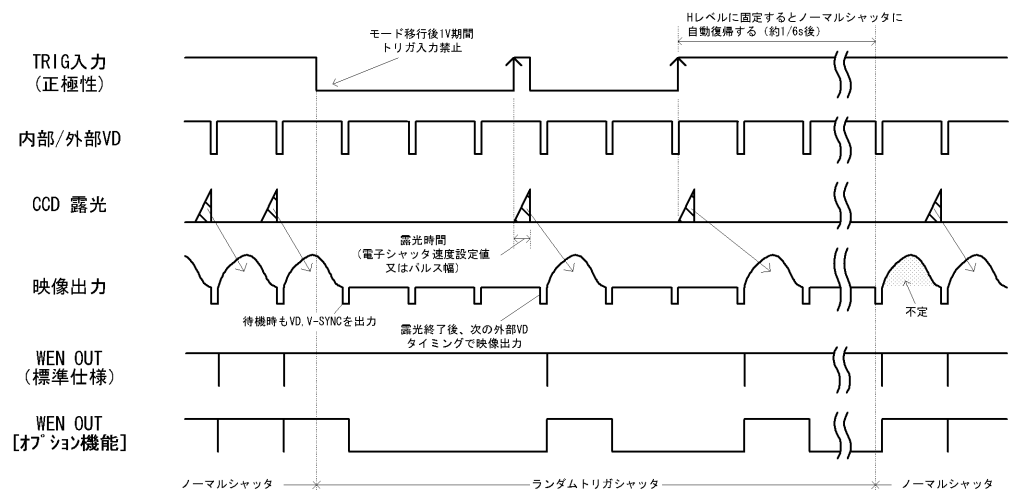 Hレベルに固定するとノーマルシャッタに
自動復帰する（約1/6s後）
モード移行後1V期間
トリガ入力禁止
TRIG入力
（正極性）
内部/外部VD
CCD 露光
露光時間
（電子シャッタ速度設定値
又はパルス幅）
映像出力
不定
待機時もVD,V-SYNCを出力
露光終了後、次の外部VD
タイミングで映像出力
WEN OUT
（標準仕様）
WEN OUT
[オプション機能]
ノーマルシャッタ
ランダムトリガシャッタ
ノーマルシャッタ